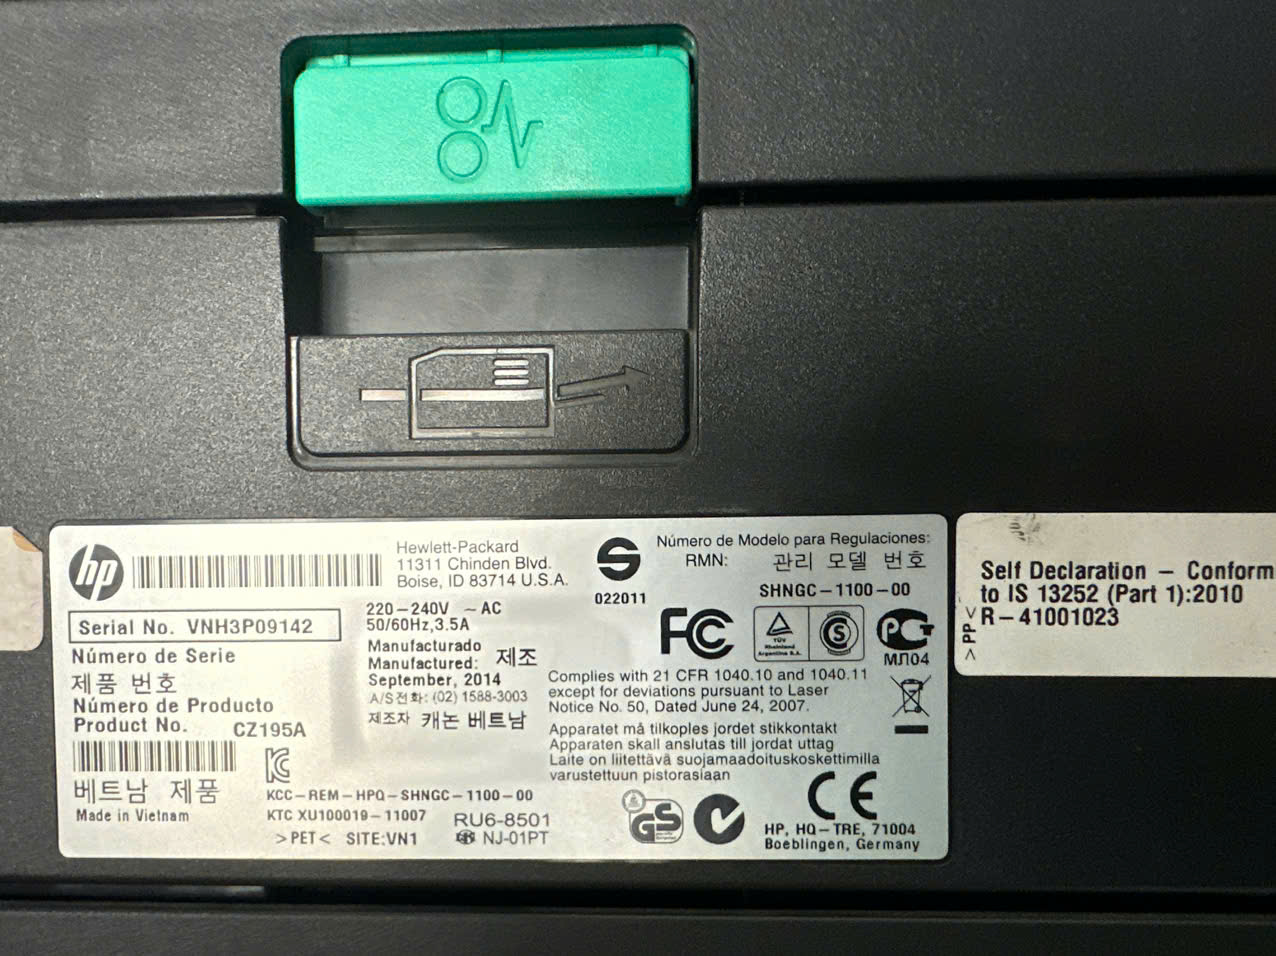 hp
Hewlett-Packard
11311 Chinden Blvd.
Boise, ID 83714 U.S.A.
Serial No. VNH3P09142
Número de Serie
제품 번호
Número de Producto
Product No. CZ195A
베트남 제품
Made in Vietnam
220-240V ~ AC
50/60Hz,3.5A
Manufacturado
Manufactured: 제조
September, 2014
A/S전화: (02) 1588-3003
제조자 캐논 베트남
KCC-REM-HPQ-SHNGC-1100-00
KTC XU100019-11007
>PET< SITE:VN1
RU6-8501
NJ-01PT
022011
Número de Modelo para Regulaciones:
RMN: 관리 모델 번호
SHNGC-1100-00
FC
TÜV
Rheinland
Argentina S.A.
S
МЛ04
Complies with 21 CFR 1040.10 and 1040.11
except for deviations pursuant to Laser
Notice No. 50, Dated June 24, 2007.
Apparatet må tilkoples jordet stikkontakt
Apparaten skall anslutas till jordat uttag
Laite on liitettävä suojamaadoituskoskettimilla
varustettuun pistorasiaan
GS
CE
HP, HQ-TRE, 71004
Boeblingen, Germany
Self Declaration - Conform
to IS 13252 (Part 1):2010
R-41001023
>PP<